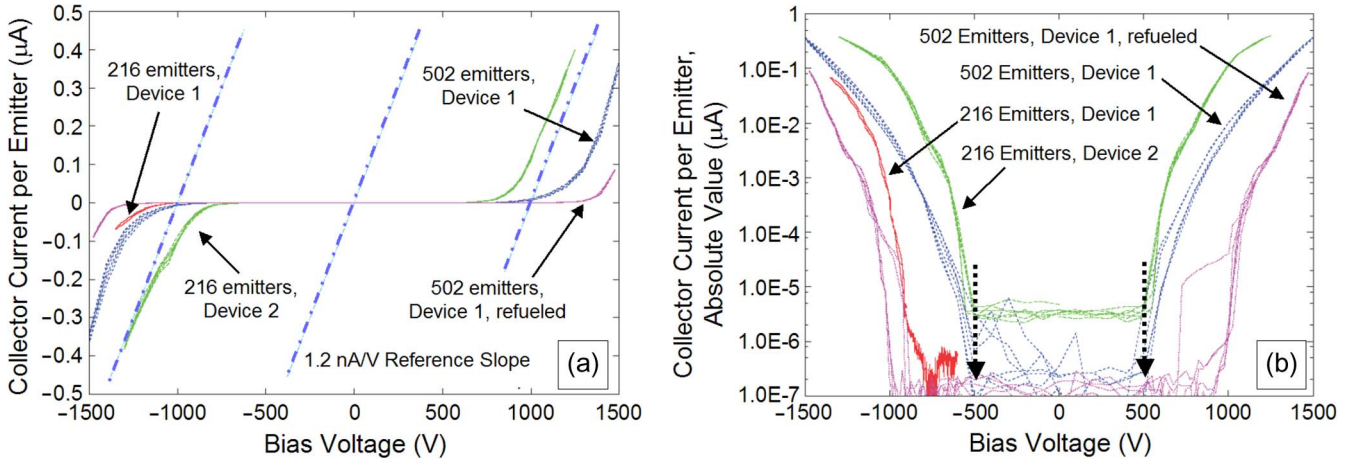 Collector Current per Emitter (μA)
0.5
0.4
0.3
0.2
0.1
0
−0.1
−0.2
−0.3
−0.4
0.5
216 emitters,
Device 1
502 emitters,
Device 1
216 emitters,
Device 2
502 emitters,
Device 1, refueled
1.2 nA/V Reference Slope
(a)
−1500
−1000
−500
0
500
1000
1500
Bias Voltage (V)
Collector Current per Emitter,
Absolute Value (μA)
1
1.0E-1
1.0E-2
1.0E-3
1.0E-4
1.0E-5
1.0E-6
1.0E-7
502 Emitters, Device 1, refueled
502 Emitters, Device 1
216 Emitters, Device 1
216 Emitters, Device 2
(b)
−1500
−1000
−500
0
500
1000
1500
Bias Voltage (V)